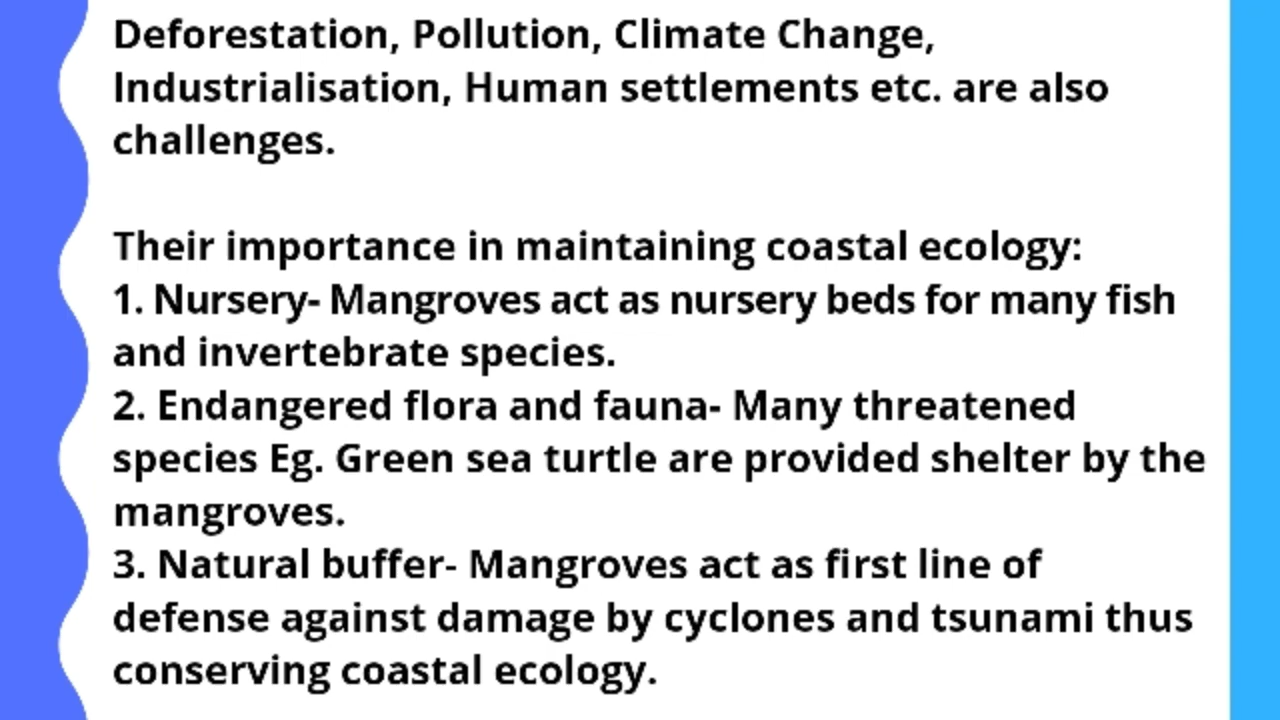 Deforestation, Pollution, Climate Change,
Industrialisation, Human settlements etc. are also
challenges.
Their importance in maintaining coastal ecology:
1. Nursery- Mangroves act as nursery beds for many fish
and invertebrate species.
2. Endangered flora and fauna- Many threatened
species Eg. Green sea turtle are provided shelter by the
mangroves.
3. Natural buffer- Mangroves act as first line of
defense against damage by cyclones and tsunami thus
conserving coastal ecology.